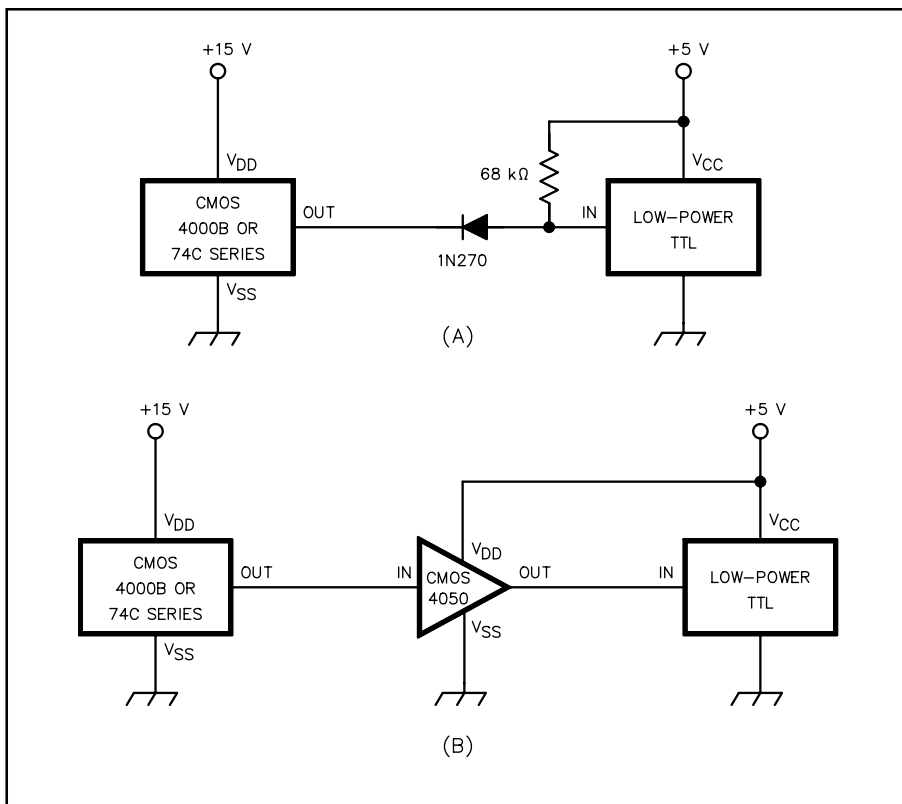 +15 V
+5 V
VDD
VCC
68 kΩ
CMOS
4000B OR
74C SERIES
OUT
IN
LOW-POWER
TTL
1N270
VSS
(A)
+15 V
+5 V
VDD
VCC
CMOS
4000B OR
74C SERIES
OUT
IN
VDD
CMOS
4050
OUT
IN
LOW-POWER
TTL
VSS
VSS
(B)